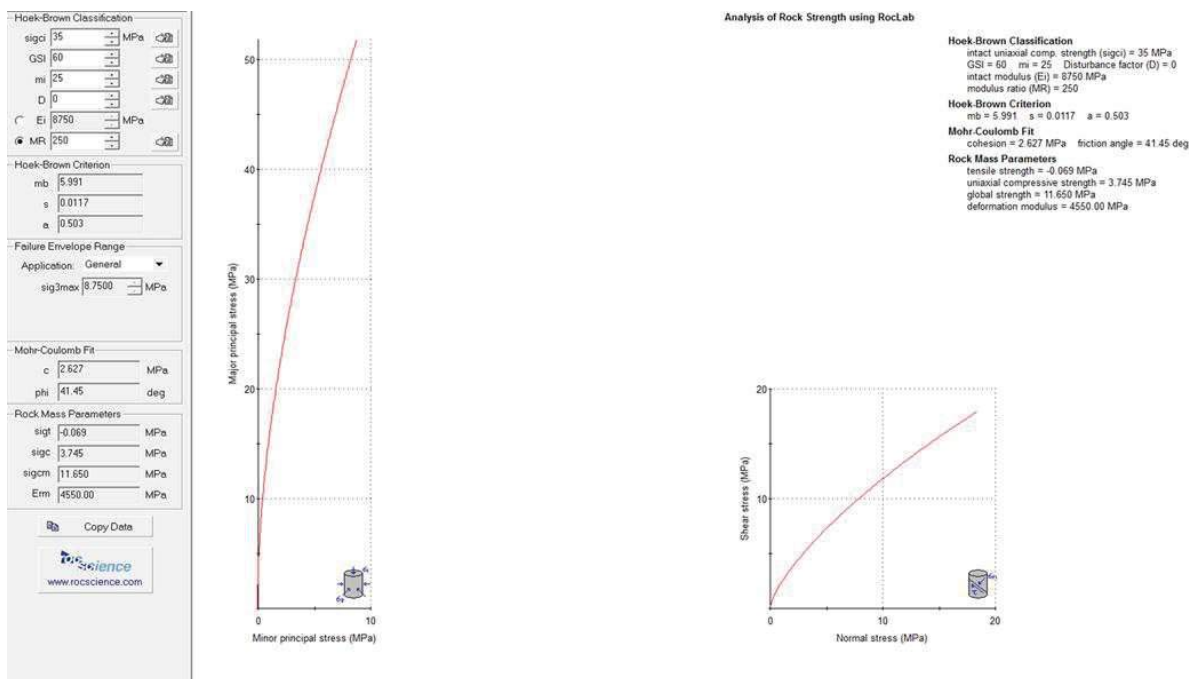 Hoek-Brown Classification
sigci 35 MPa
GSI 60
mi 25
D 0
Ei 8750 MPa
MR 250
Hoek-Brown Criterion
mb 5.991
s 0.0117
a 0.503
Failure Envelope Range
Application: General
sig3max 8.7500 MPa
Mohr-Coulomb Fit
c 2.627 MPa
phi 41.45 deg
Rock Mass Parameters
sigt -0.069 MPa
sigc 3.745 MPa
sigcm 11.650 MPa
Erm 4550.00 MPa
Copy Data
rocscience
www.rocscience.com
Major principal stress (MPa)
50
40
30
20
10
0 10
Minor principal stress (MPa)
Analysis of Rock Strength using RocLab
Hoek-Brown Classification
intact uniaxial comp. strength (sigci) = 35 MPa
GSI = 60 mi = 25 Disturbance factor (D) = 0
intact modulus (Ei) = 8750 MPa
modulus ratio (MR) = 250
Hoek-Brown Criterion
mb = 5.991 s = 0.0117 a = 0.503
Mohr-Coulomb Fit
cohesion = 2.627 MPa friction angle = 41.45 deg
Rock Mass Parameters
tensile strength = -0.069 MPa
uniaxial compressive strength = 3.745 MPa
global strength = 11.650 MPa
deformation modulus = 4550.00 MPa
Shear stress (MPa)
20
10
0 10 20
Normal stress (MPa)